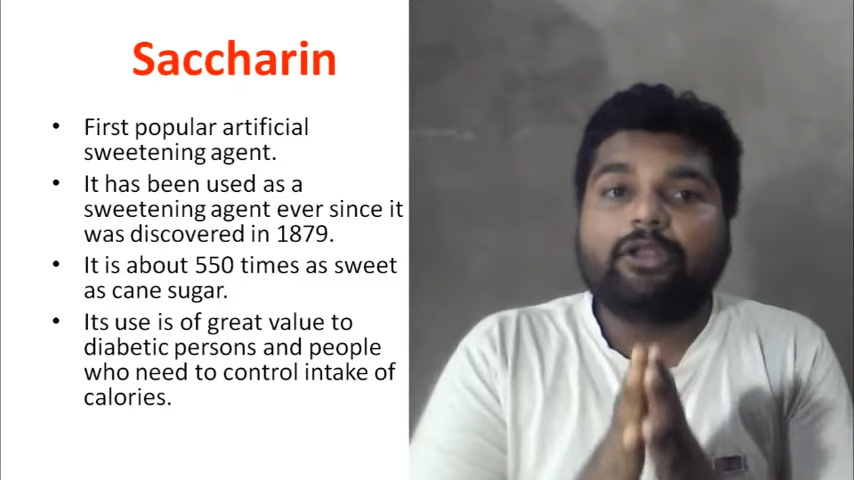 Saccharin
• First popular artificial
sweetening agent.
• It has been used as a
sweetening agent ever since it
was discovered in 1879.
• It is about 550 times as sweet
as cane sugar.
• Its use is of great value to
diabetic persons and people
who need to control intake of
calories.